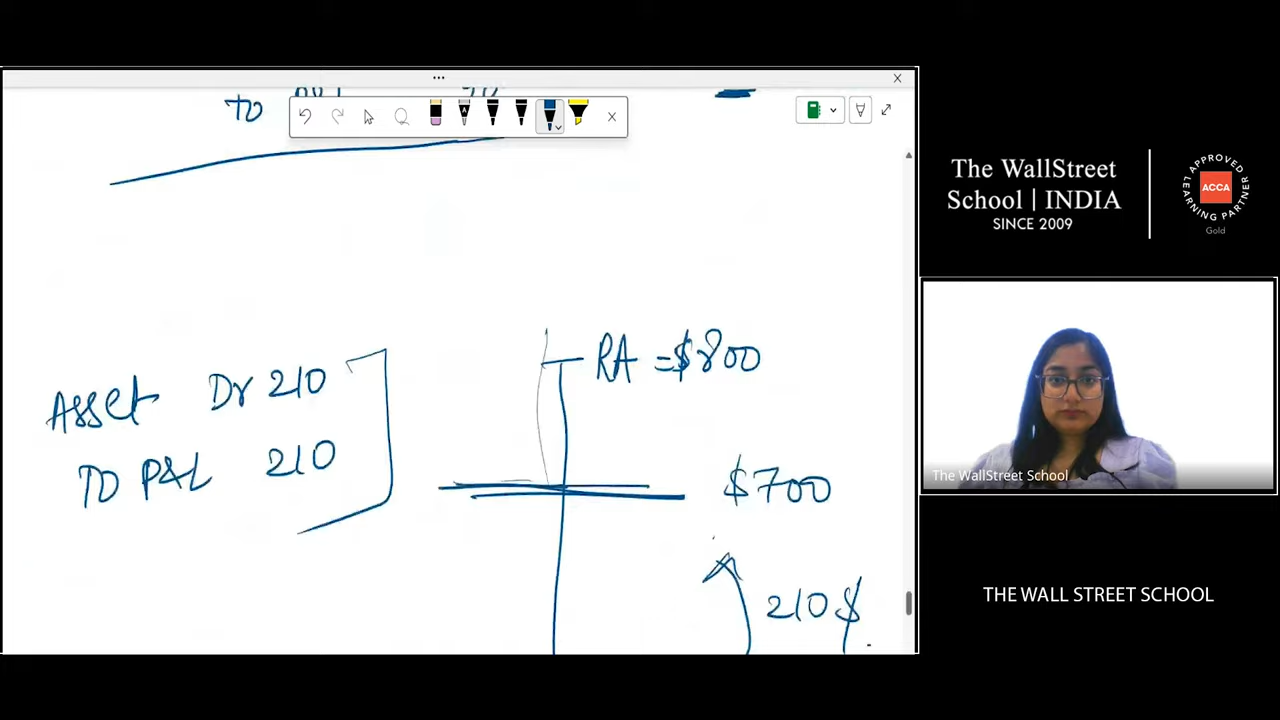 to
Asset Dr 210
TO P&L 210
RA = $800
$700
210 $
The WallStreet
School | INDIA
SINCE 2009
APPROVED
ACCA
LEARNING PARTNER
Gold
The WallStreet School
THE WALL STREET SCHOOL